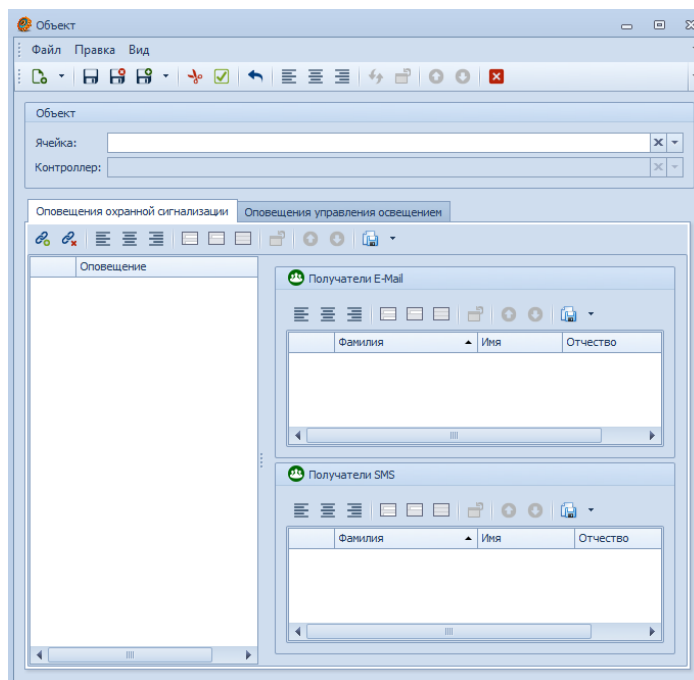 Объект
Файл Правка Вид
Объект
Ячейка:
Контроллер:
Оповещения охранной сигнализации Оповещения управления освещением
Оповещение
Получатели E-Mail
Фамилия Имя Отчество
Получатели SMS
Фамилия Имя Отчество